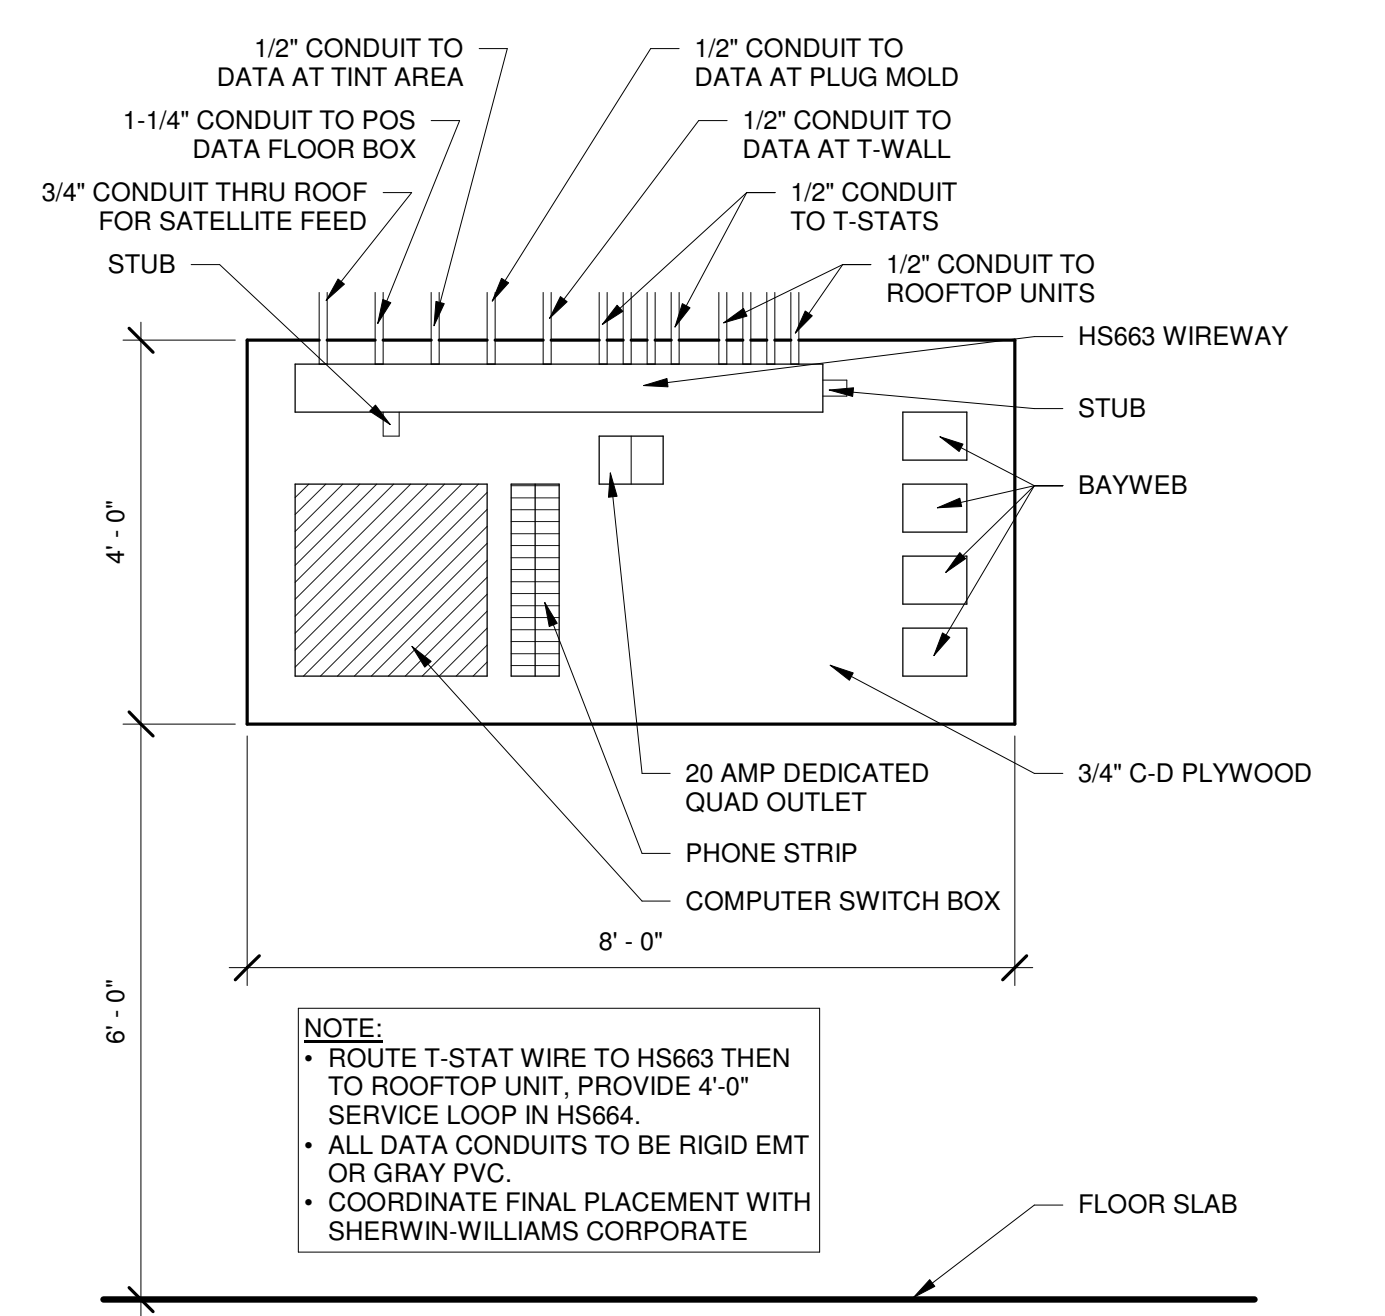 1/2" CONDUIT TO
DATA AT TINT AREA
1/2" CONDUIT TO
DATA AT PLUG MOLD
1-1/4" CONDUIT TO POS
DATA FLOOR BOX
1/2" CONDUIT TO
DATA AT T-WALL
3/4" CONDUIT THRU ROOF
FOR SATELLITE FEED
1/2" CONDUIT
TO T-STATS
STUB
1/2" CONDUIT TO
ROOFTOP UNITS
HS663 WIREWAY
STUB
BAYWEB
4' - 0"
20 AMP DEDICATED
QUAD OUTLET
3/4" C-D PLYWOOD
PHONE STRIP
COMPUTER SWITCH BOX
8' - 0"
6' - 0"
NOTE:
• ROUTE T-STAT WIRE TO HS663 THEN
TO ROOFTOP UNIT, PROVIDE 4'-0"
SERVICE LOOP IN HS664.
• ALL DATA CONDUITS TO BE RIGID EMT
OR GRAY PVC.
• COORDINATE FINAL PLACEMENT WITH
SHERWIN-WILLIAMS CORPORATE
FLOOR SLAB